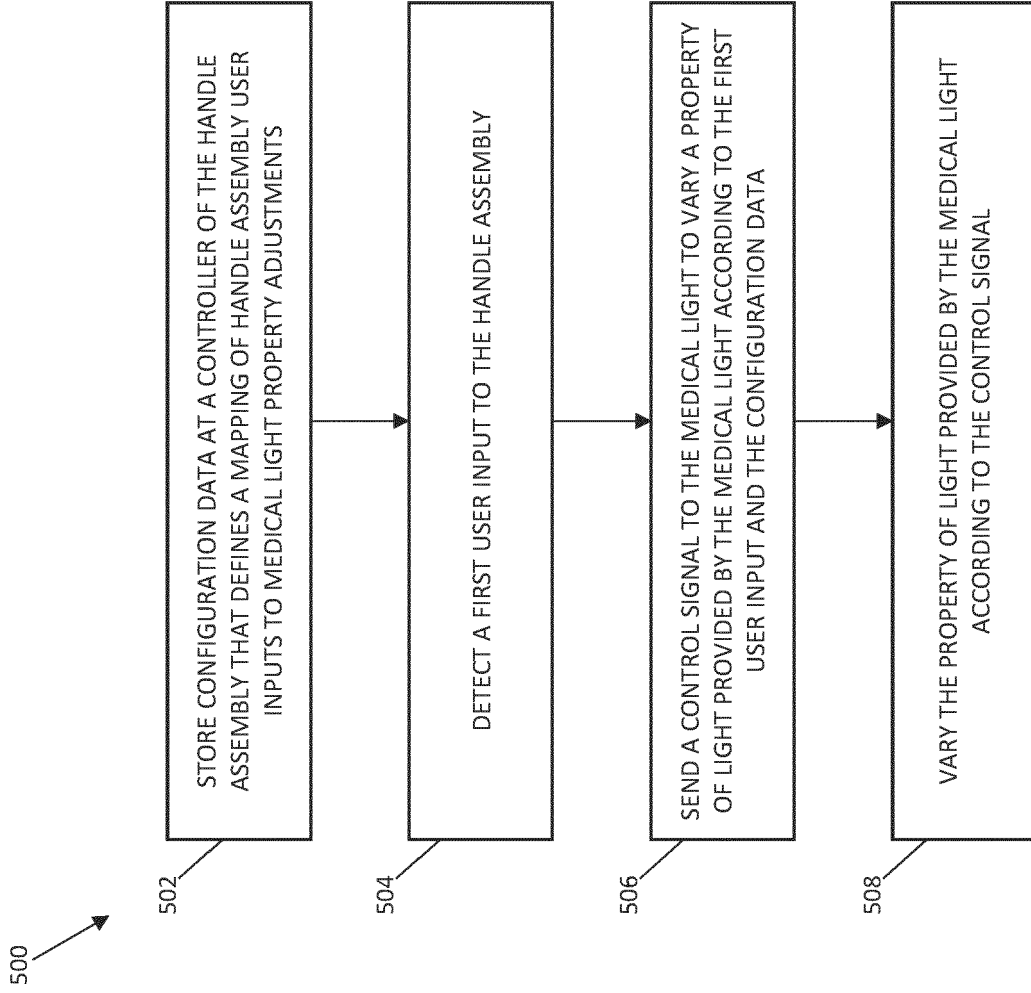 500
502
STORE CONFIGURATION DATA AT A CONTROLLER OF THE HANDLE
ASSEMBLY THAT DEFINES A MAPPING OF HANDLE ASSEMBLY USER
INPUTS TO MEDICAL LIGHT PROPERTY ADJUSTMENTS
504
DETECT A FIRST USER INPUT TO THE HANDLE ASSEMBLY
506
SEND A CONTROL SIGNAL TO THE MEDICAL LIGHT TO VARY A PROPERTY
OF LIGHT PROVIDED BY THE MEDICAL LIGHT ACCORDING TO THE FIRST
USER INPUT AND THE CONFIGURATION DATA
508
VARY THE PROPERTY OF LIGHT PROVIDED BY THE MEDICAL LIGHT
ACCORDING TO THE CONTROL SIGNAL